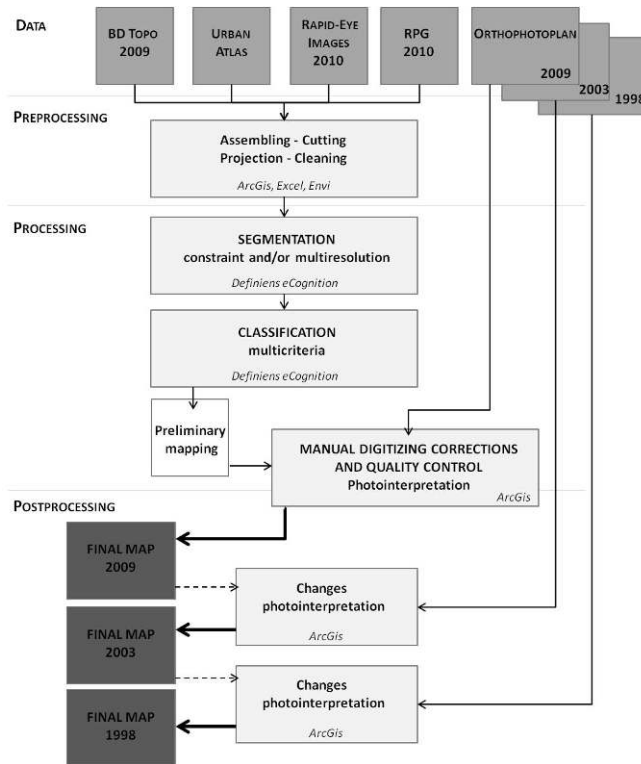 DATA
BD TOPO
2009
URBAN
ATLAS
RAPID-EYE
IMAGES
2010
RPG
2010
ORTHOPHOTOPLAN
2009
2003
1998
PREPROCESSING
Assembling - Cutting
Projection - Cleaning
ArcGis, Excel, Envi
PROCESSING
SEGMENTATION
constraint and/or multiresolution
Definiens eCognition
CLASSIFICATION
multicriteria
Definiens eCognition
Preliminary
mapping
MANUAL DIGITIZING CORRECTIONS
AND QUALITY CONTROL
Photointerpretation
ArcGis
POSTPROCESSING
FINAL MAP
2009
Changes
photointerpretation
ArcGis
FINAL MAP
2003
Changes
photointerpretation
ArcGis
FINAL MAP
1998